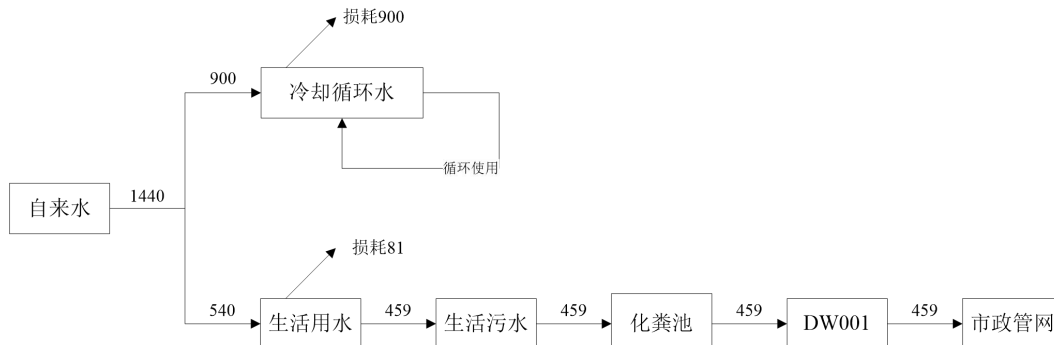 损耗900
900
冷却循环水
循环使用
自来水
1440
损耗81
540
生活用水
459
生活污水
459
化粪池
459
DW001
459
市政管网